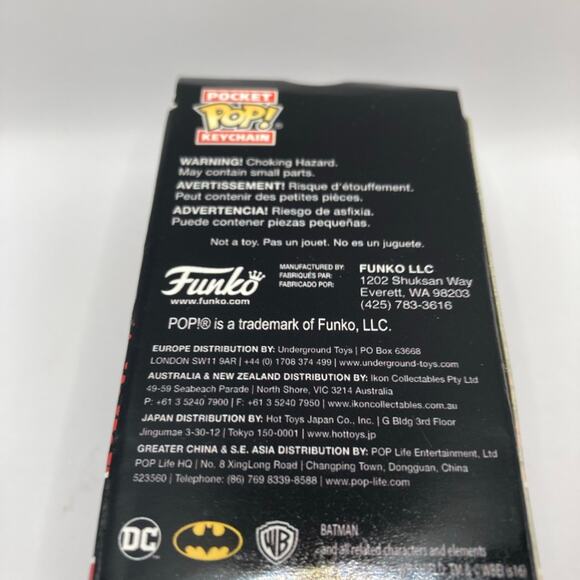 POCKET
POP!
KEYCHAIN
WARNING! Choking Hazard.
May contain small parts.
AVERTISSEMENT! Risque d'étouffement.
Peut contenir des petites pièces.
ADVERTENCIA! Riesgo de asfixia.
Puede contener piezas pequeñas.
Not a toy. Pas un jouet. No es un juguete.
Funko
www.funko.com
MANUFACTURED BY:
FABRIQUÉS PAR:
FABRICADO POR:
FUNKO LLC
1202 Shuksan Way
Everett, WA 98203
(425) 783-3616
POP!® is a trademark of Funko, LLC.
EUROPE DISTRIBUTION BY: Underground Toys | PO Box 63668
LONDON SW11 9AR | +44 (0) 1708 374 499 | www.underground-toys.com
AUSTRALIA & NEW ZEALAND DISTRIBUTION BY: Ikon Collectables Pty Ltd
49-59 Seabeach Parade | North Shore, VIC 3214 Australia
P: +61 3 5240 7900 | F: +61 3 5240 7950 | www.ikoncollectables.com.au
JAPAN DISTRIBUTION BY: Hot Toys Japan Co., Inc. | G Bldg 3rd Floor
Jingumae 3-30-12 | Tokyo 150-0001 | www.hottoys.jp
GREATER CHINA & S.E. ASIA DISTRIBUTION BY: POP Life Entertainment, Ltd
POP Life HQ | No. 8 XingLong Road | Changping Town, Dongguan, China
523560 | Telephone: (86) 769 8339-8588 | www.pop-life.com
DC
WB
BATMAN
and all related characters and elements
SHIELD: TM & © WBEI (s16)